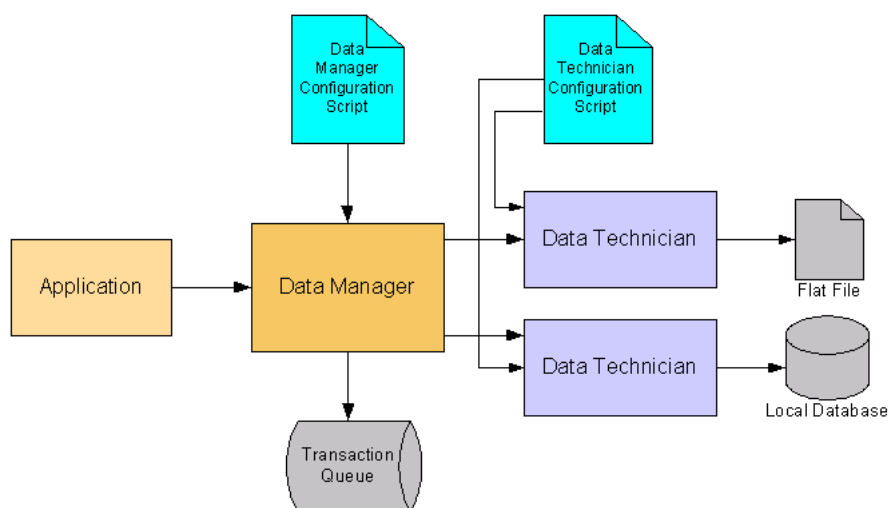 Data
Manager
Configuration
Script
Data
Technician
Configuration
Script
Application
Data Manager
Data Technician
Flat File
Data Technician
Local Database
Transaction
Queue